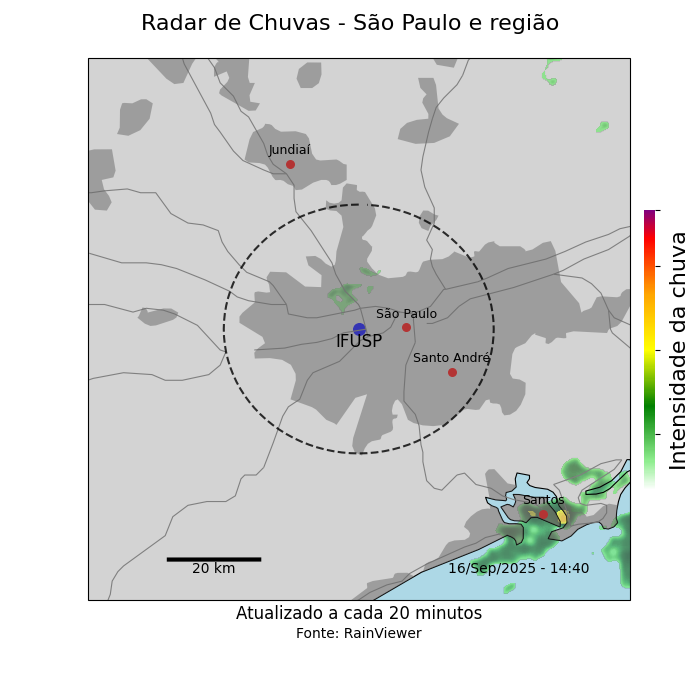 Radar de Chuvas - São Paulo e região
Jundiaí
São Paulo
IFUSP
Santo André
Intensidade da chuva
Santos
20 km
16/Sep/2025 - 14:40
Atualizado a cada 20 minutos
Fonte: RainViewer